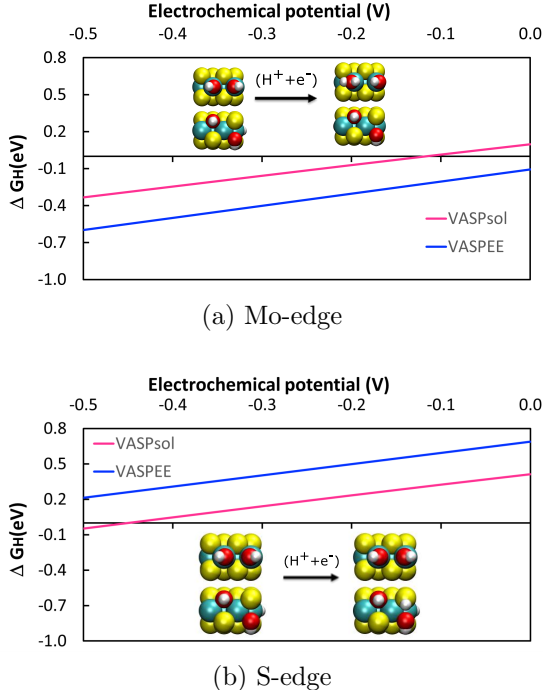 Electrochemical potential (V)
-0.5 -0.4 -0.3 -0.2 -0.1 0.0
0.8
0.5
0.2
-0.1
-0.4
-0.7
-1.0
Δ GH(eV)
(H⁺+e⁻)
VASPsol
VASPEE
(a) Mo-edge
Electrochemical potential (V)
-0.5 -0.4 -0.3 -0.2 -0.1 0.0
0.8
0.5
0.2
-0.1
-0.4
-0.7
-1.0
Δ GH(eV)
VASPsol
VASPEE
(H⁺+e⁻)
(b) S-edge